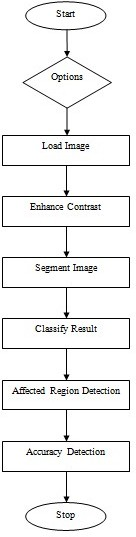 Start
Options
Load Image
Enhance Contrast
Segment Image
Classify Result
Affected Region Detection
Accuracy Detection
Stop